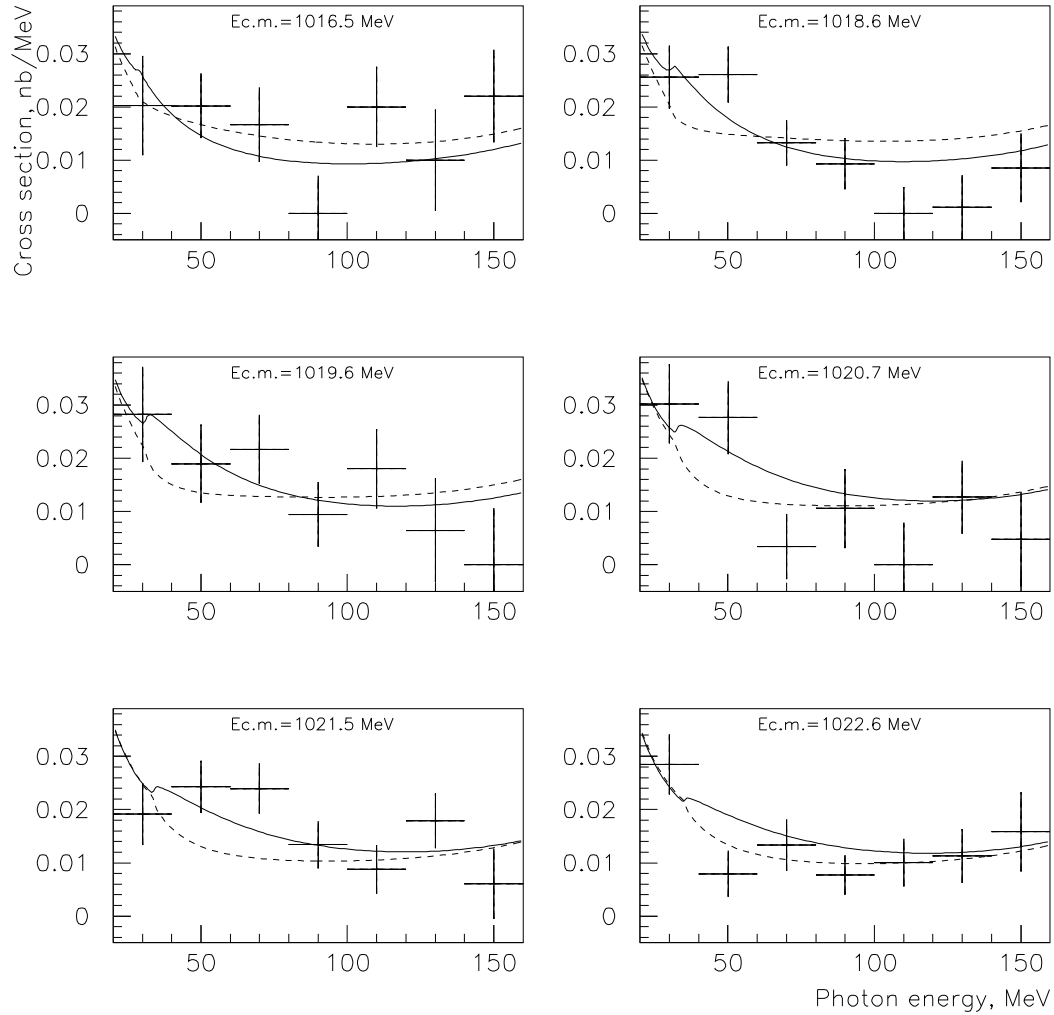 Cross section, nb/MeV
Ec.m.=1016.5 MeV
0.03
0.02
0.01
0
50 100 150
Ec.m.=1018.6 MeV
0.03
0.02
0.01
0
50 100 150
Ec.m.=1019.6 MeV
0.03
0.02
0.01
0
50 100 150
Ec.m.=1020.7 MeV
0.03
0.02
0.01
0
50 100 150
Ec.m.=1021.5 MeV
0.03
0.02
0.01
0
50 100 150
Ec.m.=1022.6 MeV
0.03
0.02
0.01
0
50 100 150
Photon energy, MeV